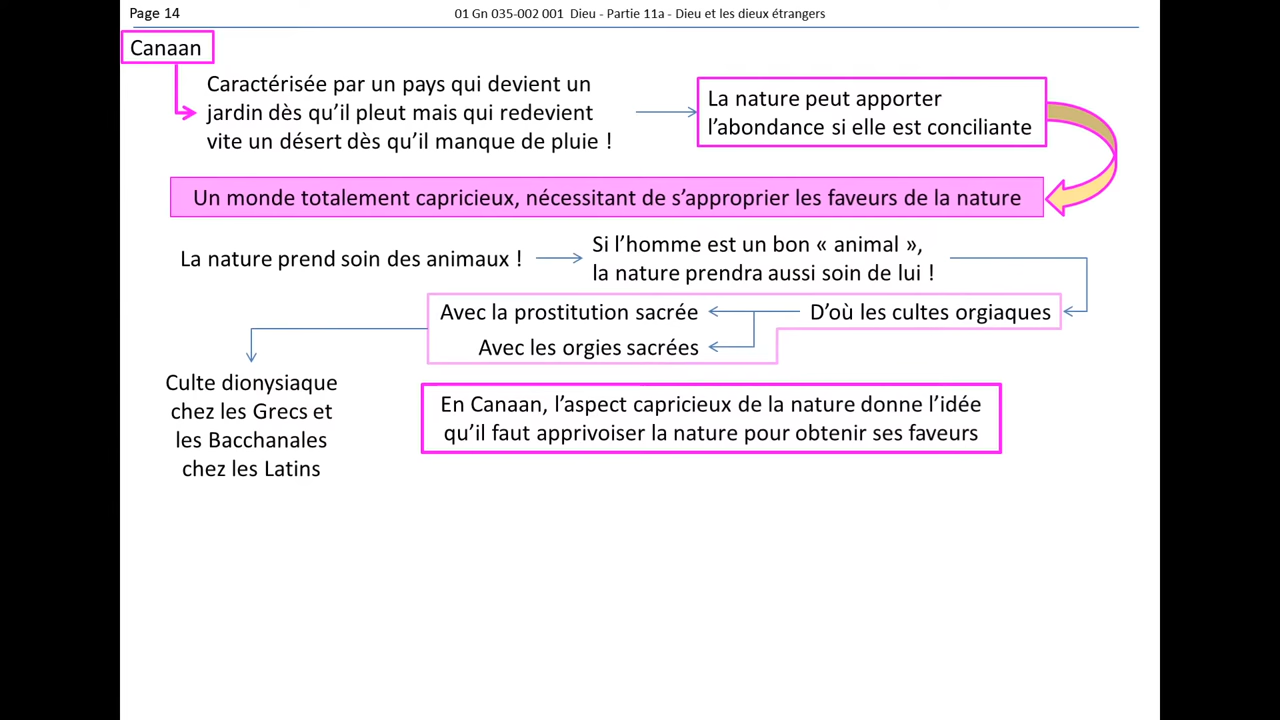 Page 14
01 Gn 035-002 001 Dieu - Partie 11a - Dieu et les dieux étrangers
Canaan
Caractérisée par un pays qui devient un
jardin dès qu’il pleut mais qui redevient
vite un désert dès qu’il manque de pluie !
La nature peut apporter
l’abondance si elle est conciliante
Un monde totalement capricieux, nécessitant de s’approprier les faveurs de la nature
La nature prend soin des animaux !
Si l’homme est un bon « animal »,
la nature prendra aussi soin de lui !
D’où les cultes orgiaques
Avec la prostitution sacrée
Avec les orgies sacrées
Culte dionysiaque
chez les Grecs et
les Bacchanales
chez les Latins
En Canaan, l’aspect capricieux de la nature donne l’idée
qu’il faut apprivoiser la nature pour obtenir ses faveurs